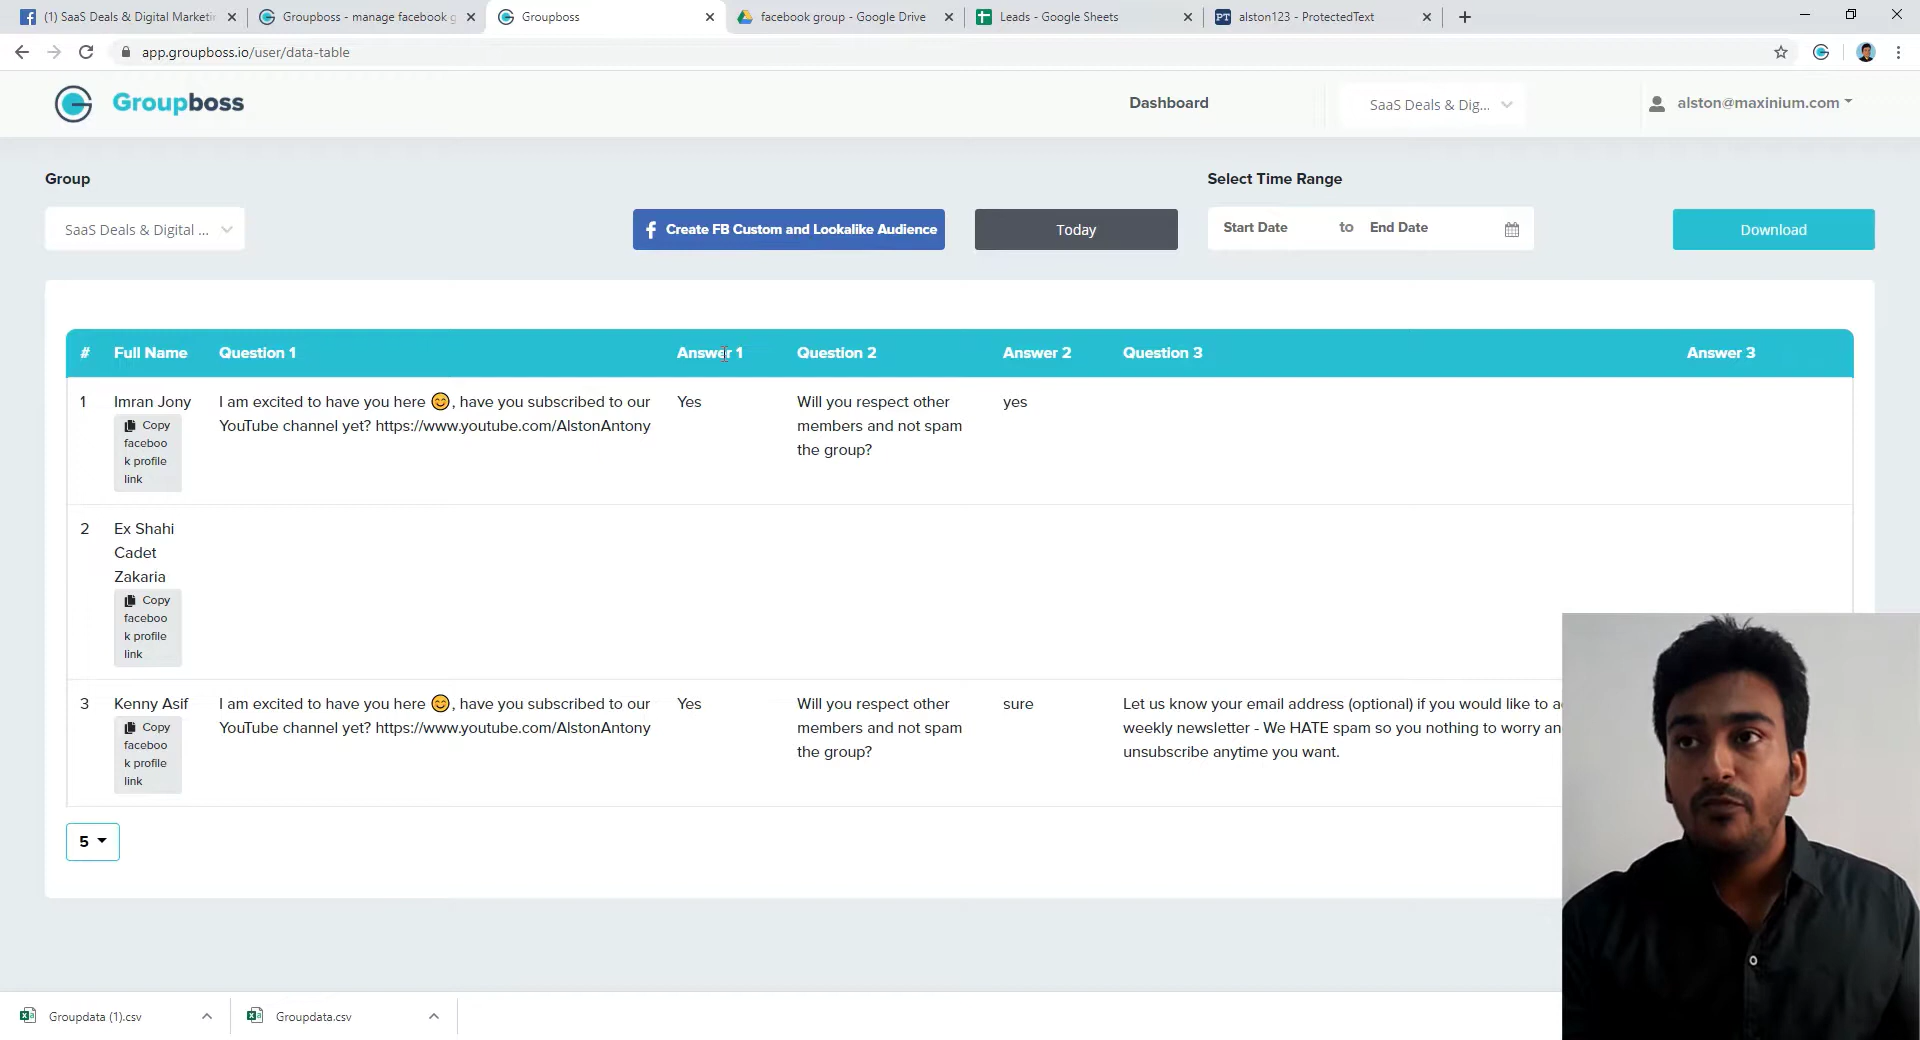 (1) SaaS Deals & Digital Marketin
Groupboss - manage facebook g
Groupboss
facebook group - Google Drive
Leads - Google Sheets
PT alston123 - ProtectedText
app.groupboss.io/user/data-table
Groupboss
Dashboard
SaaS Deals & Dig...
alston@maxinium.com
Group
Select Time Range
SaaS Deals & Digital ...
Create FB Custom and Lookalike Audience
Today
Start Date to End Date
Download
# Full Name Question 1 Answer 1 Question 2 Answer 2 Question 3 Answer 3
1 Imran Jony
Copy
faceboo
k profile
link
I am excited to have you here 😊, have you subscribed to our
YouTube channel yet? https://www.youtube.com/AlstonAntony
Yes
Will you respect other
members and not spam
the group?
yes
2 Ex Shahi
Cadet
Zakaria
Copy
faceboo
k profile
link
3 Kenny Asif
Copy
faceboo
k profile
link
I am excited to have you here 😊, have you subscribed to our
YouTube channel yet? https://www.youtube.com/AlstonAntony
Yes
Will you respect other
members and not spam
the group?
sure
Let us know your email address (optional) if you would like to
weekly newsletter - We HATE spam so you nothing to worry
unsubscribe anytime you want.
5
Groupdata (1).csv
Groupdata.csv